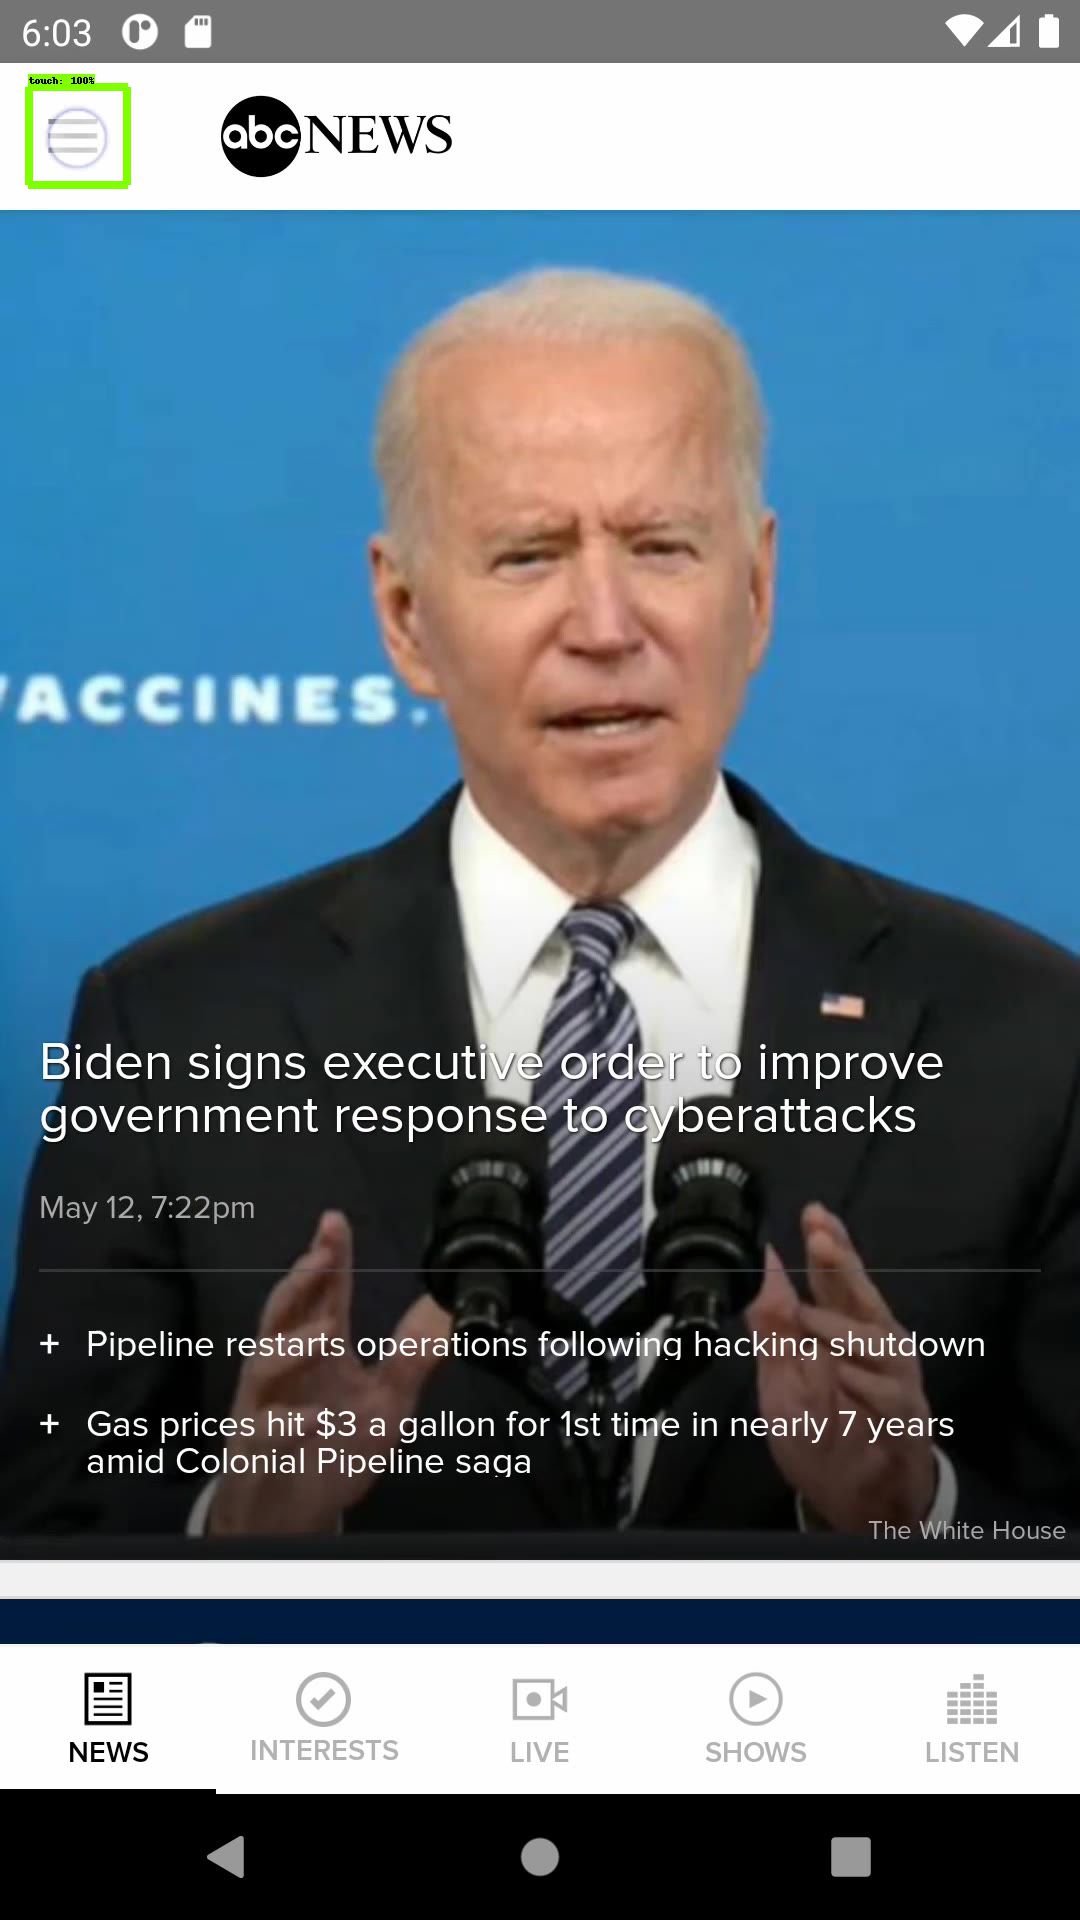 6:03
touch: 100%
abc NEWS
VACCINES.
Biden signs executive order to improve
government response to cyberattacks
May 12, 7:22pm
+ Pipeline restarts operations following hacking shutdown
+ Gas prices hit $3 a gallon for 1st time in nearly 7 years
amid Colonial Pipeline saga
The White House
NEWS INTERESTS LIVE SHOWS LISTEN